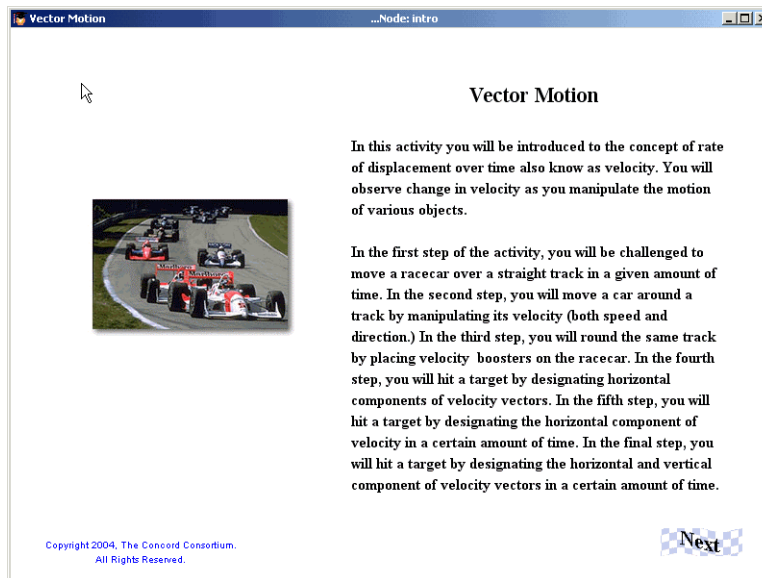 Vector Motion ...Node: intro
Vector Motion
In this activity you will be introduced to the concept of rate
of displacement over time also know as velocity. You will
observe change in velocity as you manipulate the motion
of various objects.
In the first step of the activity, you will be challenged to
move a racecar over a straight track in a given amount of
time. In the second step, you will move a car around a
track by manipulating its velocity (both speed and
direction.) In the third step, you will round the same track
by placing velocity boosters on the racecar. In the fourth
step, you will hit a target by designating horizontal
components of velocity vectors. In the fifth step, you will
hit a target by designating the horizontal component of
velocity in a certain amount of time. In the final step, you
will hit a target by designating the horizontal and vertical
component of velocity vectors in a certain amount of time.
Marlboro
Marlboro
Copyright 2004, The Concord Consortium.
All Rights Reserved.
Next